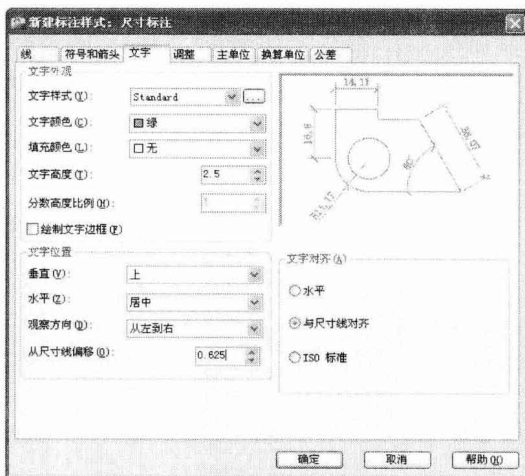 新建标注样式：尺寸标注
线 符号和箭头 文字 调整 主单位 换算单位 公差
文字外观
文字样式(Y)： Standard ...
文字颜色(C)： 绿
填充颜色(L)： 无
文字高度(T)： 2.5
分数高度比例(H)： 1
绘制文字边框(F)
文字位置
垂直(V)： 上
水平(Z)： 居中
观察方向(D)： 从左到右
从尺寸线偏移(O)： 0.625
14,11
16,6
60°
R11,17
文字对齐(A)
水平
与尺寸线对齐
ISO 标准
确定 取消 帮助(H)